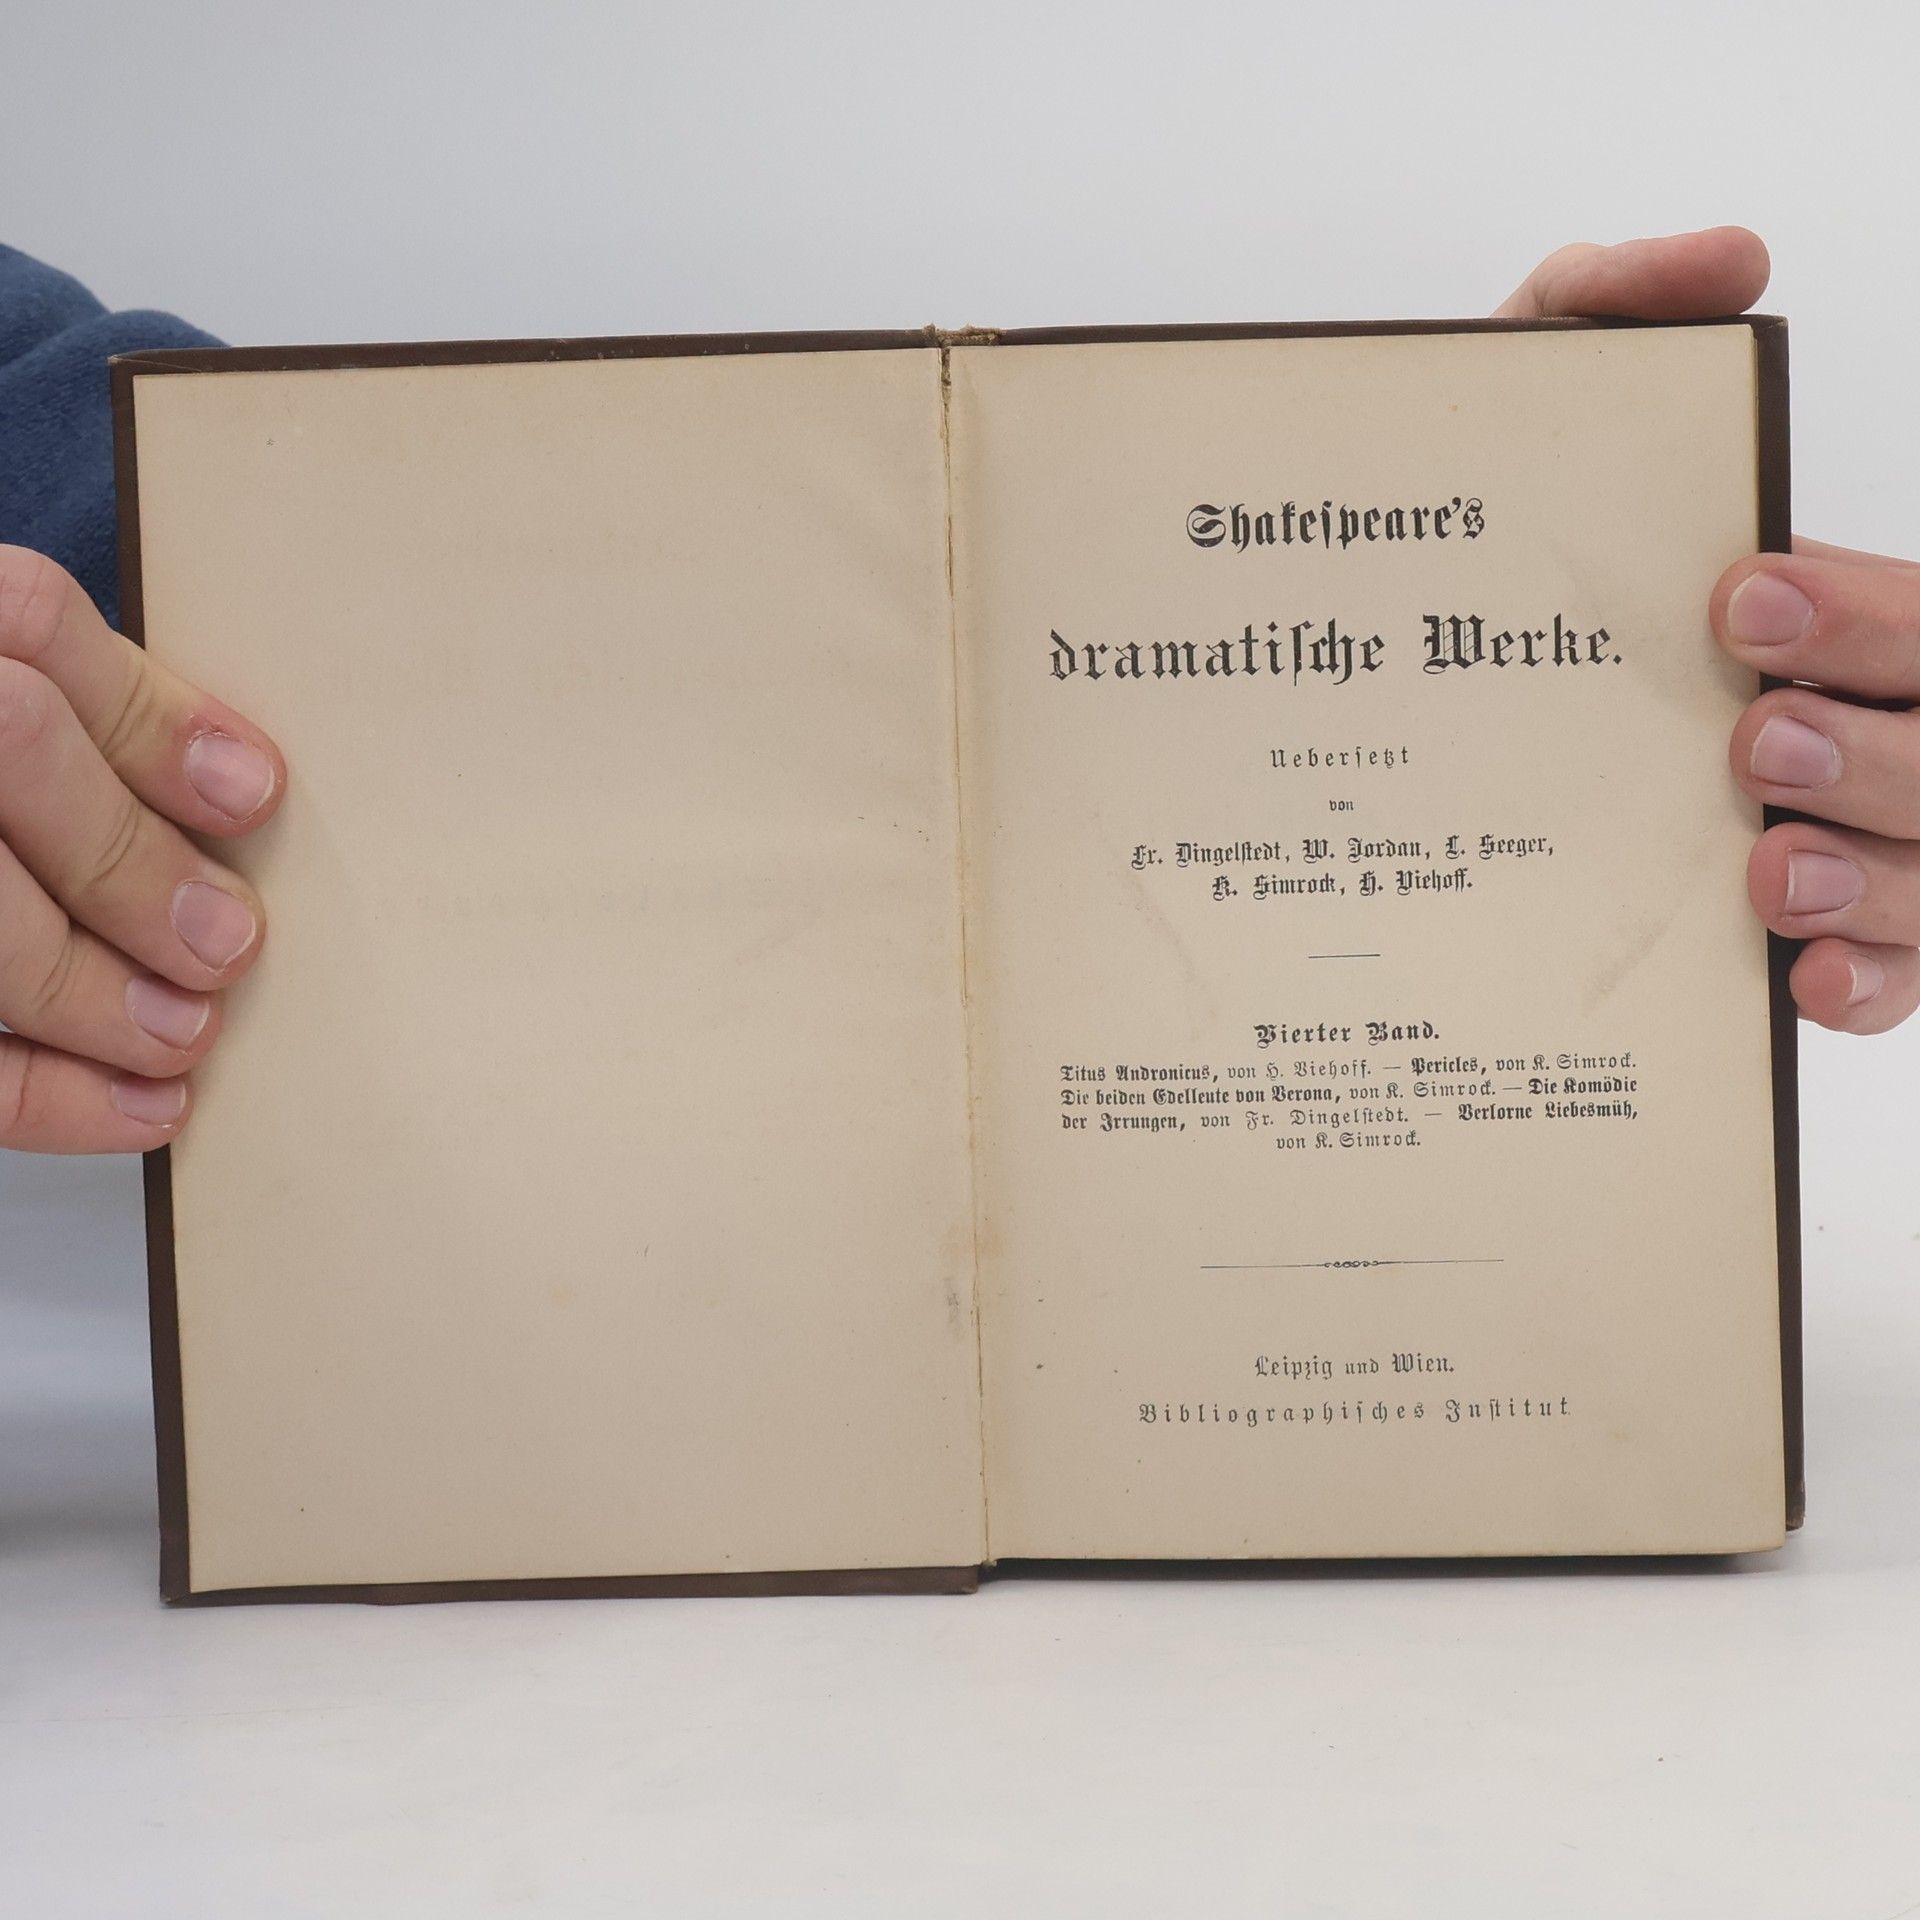 Shakeſpeare's
dramatiſche Werke.
Ueberſetzt
von
Fr. Dingelſtedt, W. Jordan, L. Seeger,
K. Simrock, H. Viehoff.
Vierter Band.
Titus Andronicus, von H. Viehoff. — Pericles, von K. Simrock.
Die beiden Edelleute von Verona, von K. Simrock. — Die Komödie
der Irrungen, von Fr. Dingelſtedt. — Verlorne Liebesmüh,
von K. Simrock.
Leipzig und Wien.
Bibliographiſches Inſtitut.